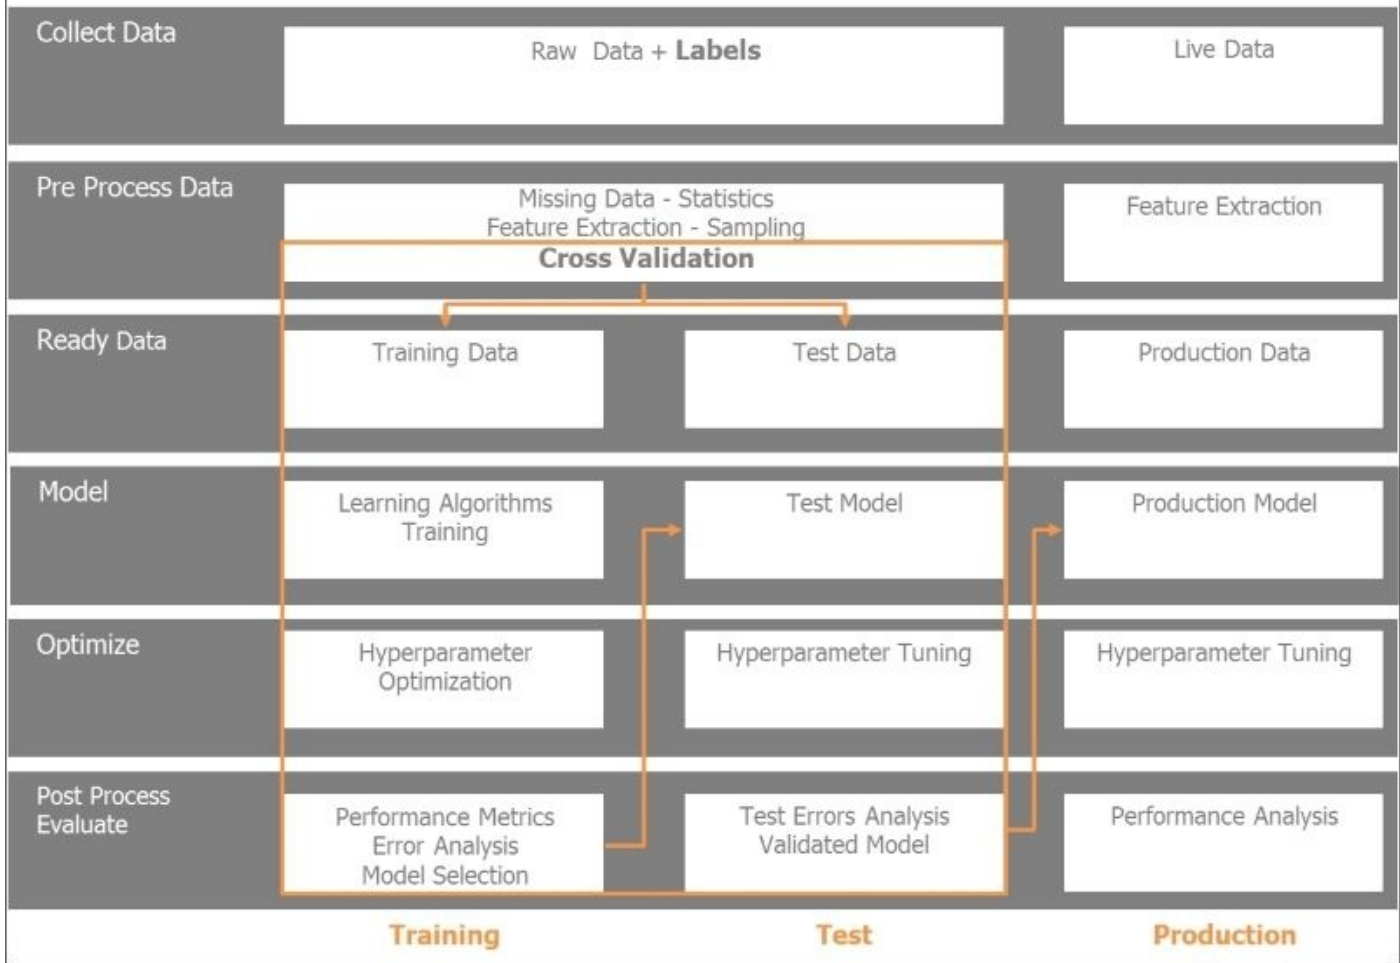 Collect Data
Raw Data + Labels
Live Data
Pre Process Data
Missing Data - Statistics
Feature Extraction - Sampling
Cross Validation
Feature Extraction
Ready Data
Training Data
Test Data
Production Data
Model
Learning Algorithms
Training
Test Model
Production Model
Optimize
Hyperparameter
Optimization
Hyperparameter Tuning
Hyperparameter Tuning
Post Process
Evaluate
Performance Metrics
Error Analysis
Model Selection
Test Errors Analysis
Validated Model
Performance Analysis
Training
Test
Production